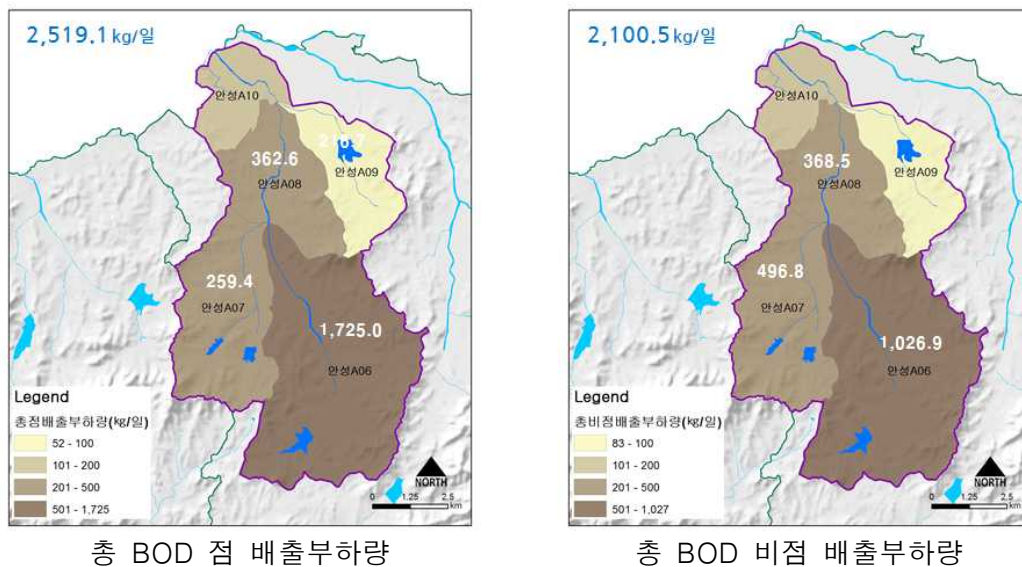 2,519.1kg/일
안성A10
216.7
362.6
안성A09
안성A08
259.4
안성A07
1,725.0
안성A06
Legend
총점배출부하량(kg/일)
52 - 100
101 - 200
201 - 500
501 - 1,725
NORTH
0 1.25 2.5
km
총 BOD 점 배출부하량
2,100.5kg/일
안성A10
368.5
안성A09
안성A08
496.8
안성A07
1,026.9
안성A06
Legend
총비점배출부하량(kg/일)
83 - 100
101 - 200
201 - 500
501 - 1,027
NORTH
0 1.25 2.5
km
총 BOD 비점 배출부하량